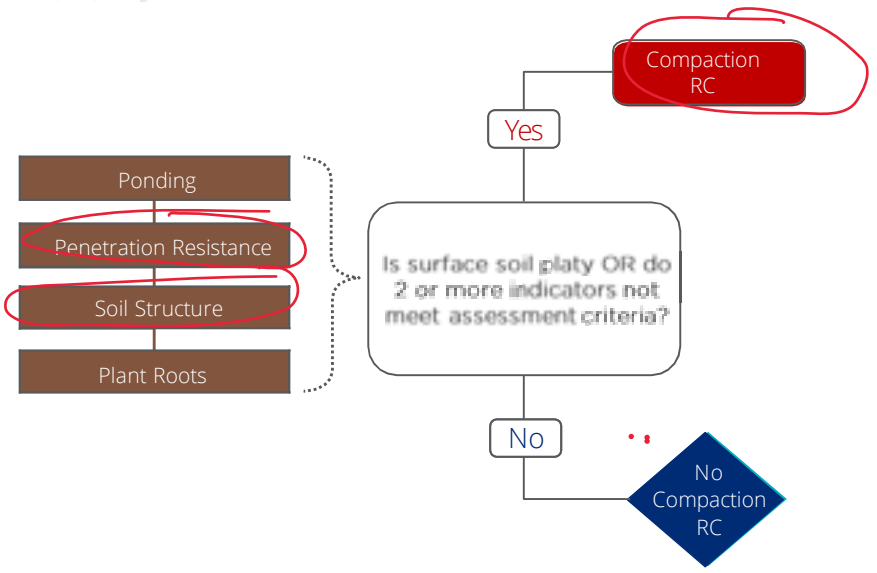 Compaction
RC
Yes
Ponding
Penetration Resistance
Soil Structure
Plant Roots
Is surface soil platy OR do
2 or more indicators not
meet assessment criteria?
No
No
Compaction
RC